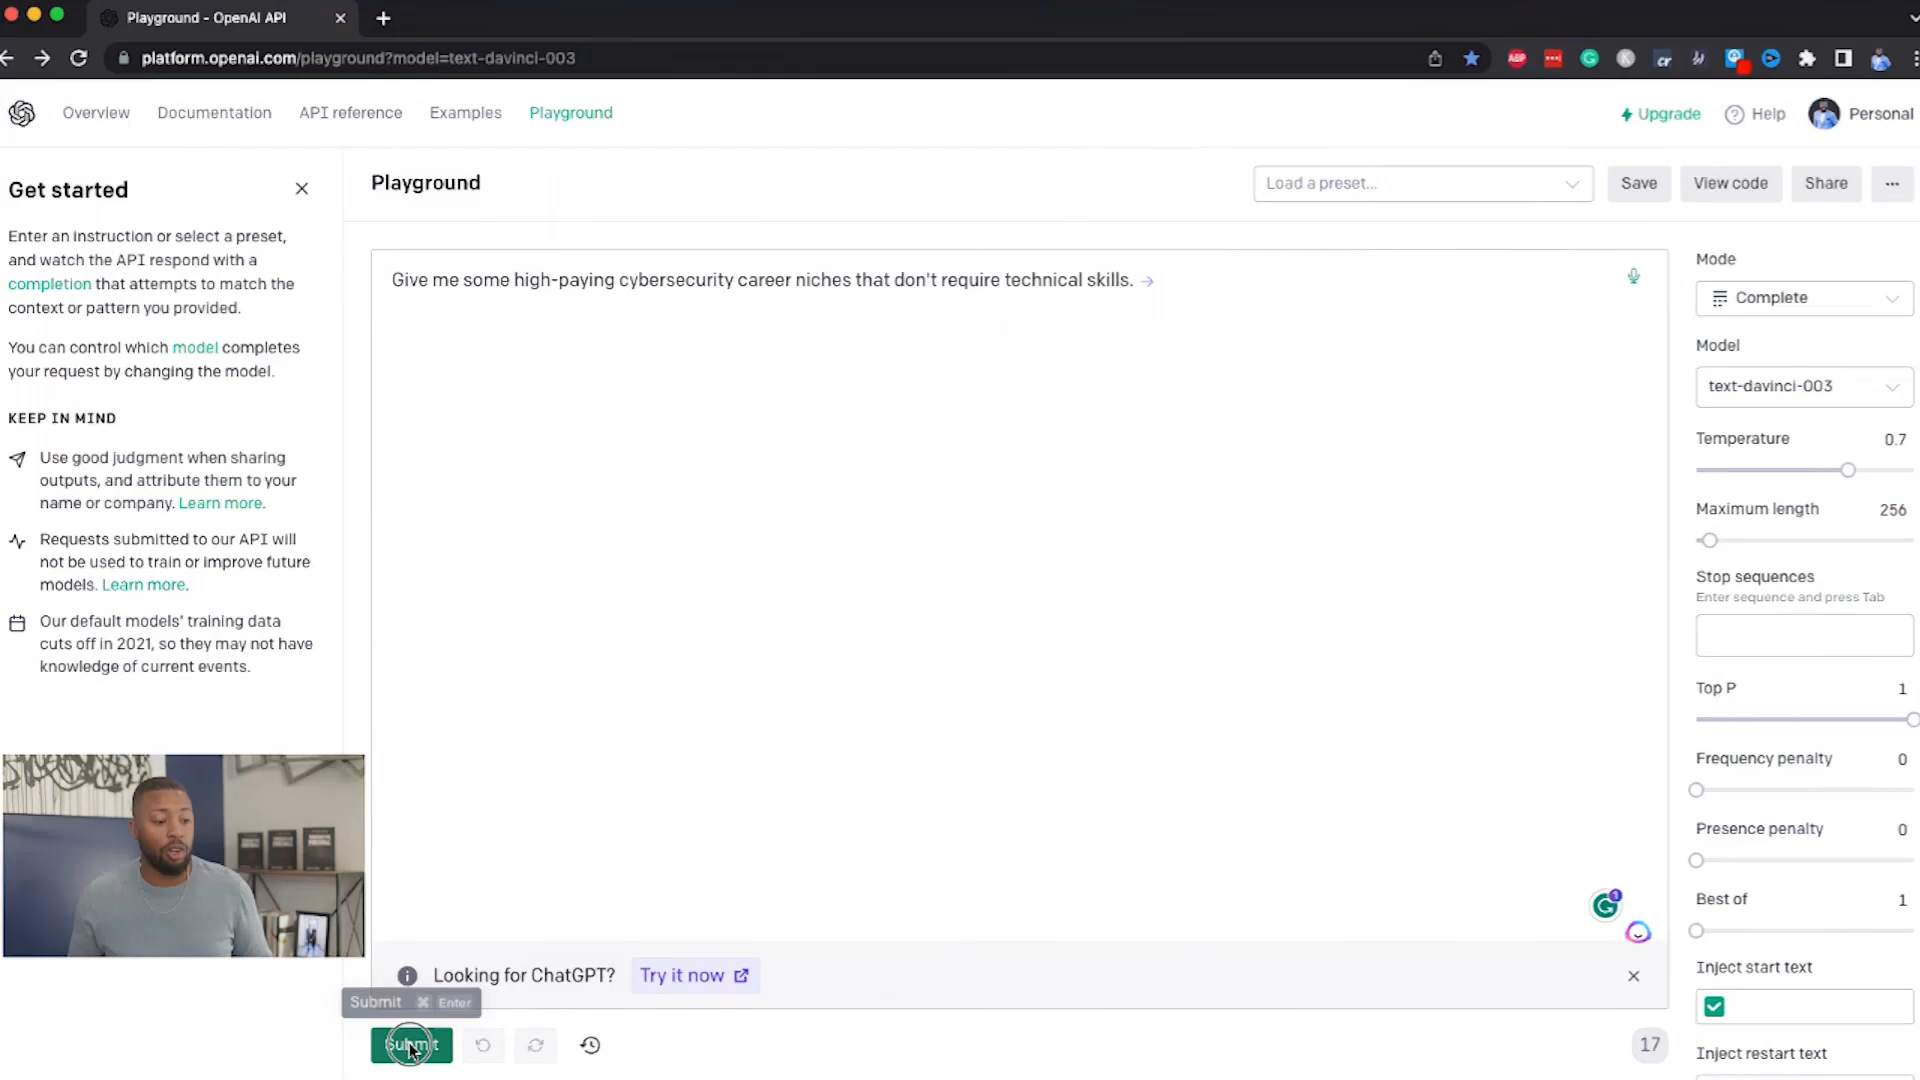 Playground - OpenAI API
platform.openai.com/playground?model=text-davinci-003
ABP
cr
Overview
Documentation
API reference
Examples
Playground
Upgrade
Help
Personal
Get started
Enter an instruction or select a preset,
and watch the API respond with a
completion that attempts to match the
context or pattern you provided.
You can control which model completes
your request by changing the model.
KEEP IN MIND
Use good judgment when sharing
outputs, and attribute them to your
name or company. Learn more.
Requests submitted to our API will
not be used to train or improve future
models. Learn more.
Our default models' training data
cuts off in 2021, so they may not have
knowledge of current events.
Playground
Load a preset...
Save
View code
Share
Give me some high-paying cybersecurity career niches that don't require technical skills.
Looking for ChatGPT?
Try it now
Submit ⌘ Enter
Submit
17
Mode
Complete
Model
text-davinci-003
Temperature 0.7
Maximum length 256
Stop sequences
Enter sequence and press Tab
Top P 1
Frequency penalty 0
Presence penalty 0
Best of 1
Inject start text
Inject restart text